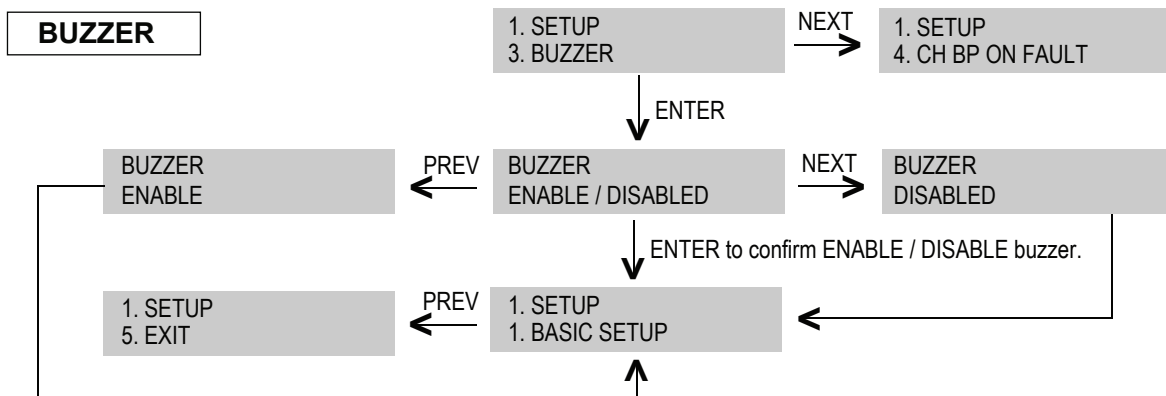 BUZZER
1. SETUP
3. BUZZER
NEXT
1. SETUP
4. CH BP ON FAULT
ENTER
BUZZER
ENABLE
PREV
BUZZER
ENABLE / DISABLED
NEXT
BUZZER
DISABLED
ENTER to confirm ENABLE / DISABLE buzzer.
1. SETUP
5. EXIT
PREV
1. SETUP
1. BASIC SETUP